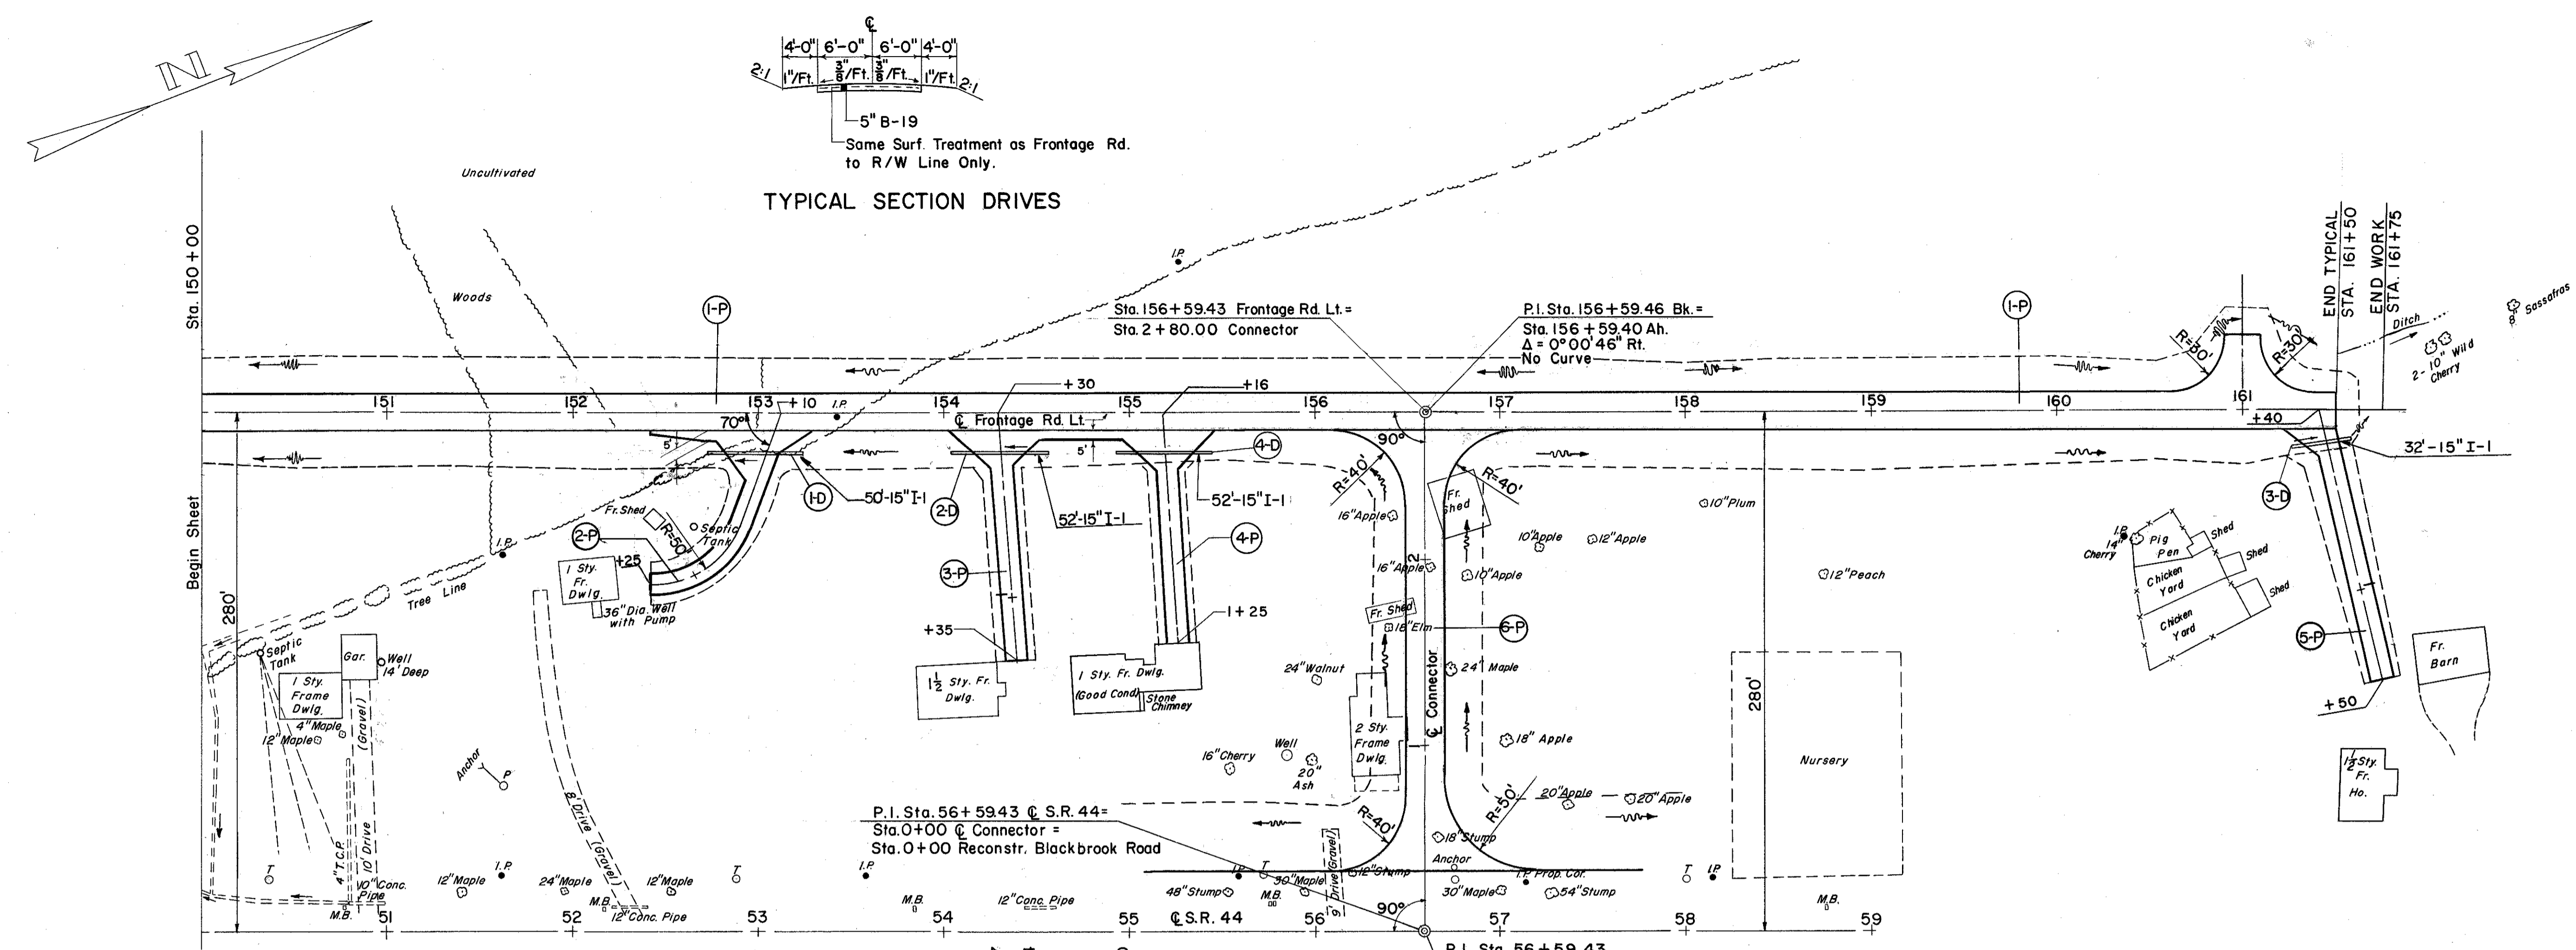 N
℄
4'-0" 6'-0" 6'-0" 4'-0"
2:1 1"/Ft. 3/8"/Ft. 3/8"/Ft. 1"/Ft. 2:1
5" B-19
Same Surf. Treatment as Frontage Rd.
to R/W Line Only.
TYPICAL SECTION DRIVES
Uncultivated
Woods
Sta. 150+00
Begin Sheet
280'
1-P
I.P.
Sta. 156+59.43 Frontage Rd. Lt.=
Sta. 2+80.00 Connector
P.I. Sta. 156+59.46 Bk.=
Sta. 156+59.40 Ah.
Δ = 0°00'46" Rt.
No Curve
1-P
R=30'
R=30'
END TYPICAL
STA. 161+50
END WORK
STA. 161+75
Ditch
8" Sassafras
2-10" Wild
Cherry
151 152 153 154 155 156 157 158 159 160 161
℄ Frontage Rd. Lt.
70°
+10
I.P.
+30
+16
90°
+40
5'
5'
1-D
50'-15" I-1
2-D
52'-15" I-1
4-D
52'-15" I-1
3-D
32'-15" I-1
R=40'
R=40'
Fr.
Shed
16" Apple
10" Plum
10" Apple
12" Apple
16" Apple
10" Apple
12" Peach
Fr. Shed
Septic
Tank
R=50'
2-P
+25
1 Sty.
Fr.
Dwlg.
36" Dia. Well
with Pump
I.P.
Tree Line
3-P
4-P
+35
1+25
1½ Sty. Fr.
Dwlg.
1 Sty. Fr. Dwlg.
(Good Cond)
Stone
Chimney
2
Fr. Shed
18" Elm
6-P
24" Walnut
24" Maple
℄ Connector
2 Sty.
Frame
Dwlg.
18" Apple
16" Cherry
Well
20"
Ash
20" Apple
20" Apple
280'
Nursery
I.P.
14"
Cherry
Pig
Pen
Shed
Shed
Shed
Chicken
Yard
Chicken
Yard
5-P
+50
Fr.
Barn
1½ Sty.
Fr.
Ho.
Septic
Tank
Gar.
Well
14' Deep
1 Sty.
Frame
Dwlg.
4" Maple
12" Maple
(Gravel)
10' Drive
4" T.C.P.
10" Conc.
Pipe
Anchor
P
8' Drive (Gravel)
P.I. Sta. 56+59.43 ℄ S.R. 44=
Sta. 0+00 ℄ Connector =
Sta. 0+00 Reconstr. Blackbrook Road
R=40'
R=50'
18" Stump
Anchor
T
12" Maple
I.P.
24" Maple
12" Maple
T
I.P.
I.P.
T
30" Maple
12" Stump
9' Drive (Gravel)
I.P. Prop. Cor.
T
I.P.
48" Stump
30" Maple
54" Stump
M.B.
M.B.
12" Conc. Pipe
M.B.
12" Conc. Pipe
M.B.
M.B.
90°
51 52 53 54 55 ℄ S.R. 44 56 57 58 59
P.I. Sta. 56+59.43